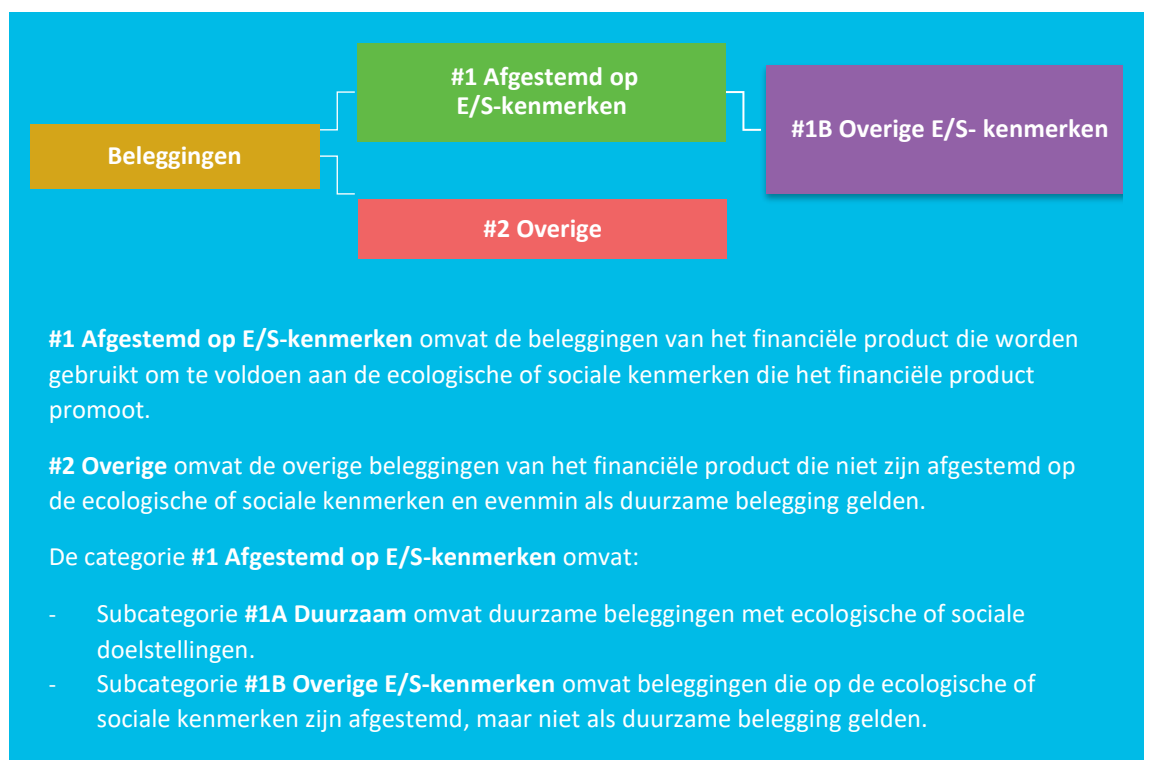 #1 Afgestemd op
E/S-kenmerken
#1B Overige E/S- kenmerken
Beleggingen
#2 Overige
#1 Afgestemd op E/S-kenmerken omvat de beleggingen van het financiële product die worden
gebruikt om te voldoen aan de ecologische of sociale kenmerken die het financiële product
promoot.
#2 Overige omvat de overige beleggingen van het financiële product die niet zijn afgestemd op
de ecologische of sociale kenmerken en evenmin als duurzame belegging gelden.
De categorie #1 Afgestemd op E/S-kenmerken omvat:
- Subcategorie #1A Duurzaam omvat duurzame beleggingen met ecologische of sociale
doelstellingen.
- Subcategorie #1B Overige E/S-kenmerken omvat beleggingen die op de ecologische of
sociale kenmerken zijn afgestemd, maar niet als duurzame belegging gelden.